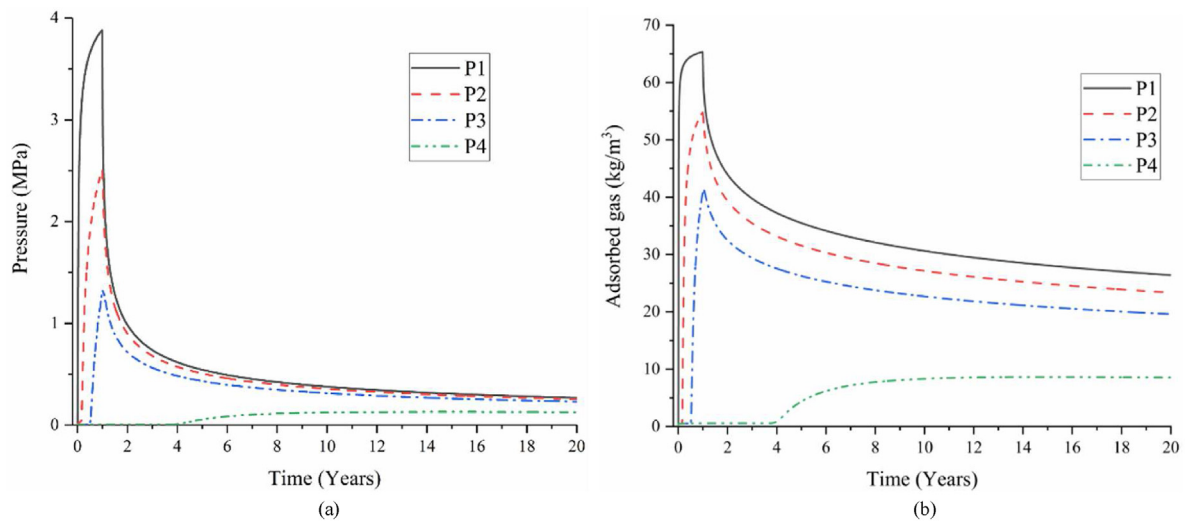 4
3
2
1
0
Pressure (MPa)
P1
P2
P3
P4
0 2 4 6 8 10 12 14 16 18 20
Time (Years)
(a)
70
60
50
40
30
20
10
0
Adsorbed gas (kg/m³)
P1
P2
P3
P4
0 2 4 6 8 10 12 14 16 18 20
Time (Years)
(b)